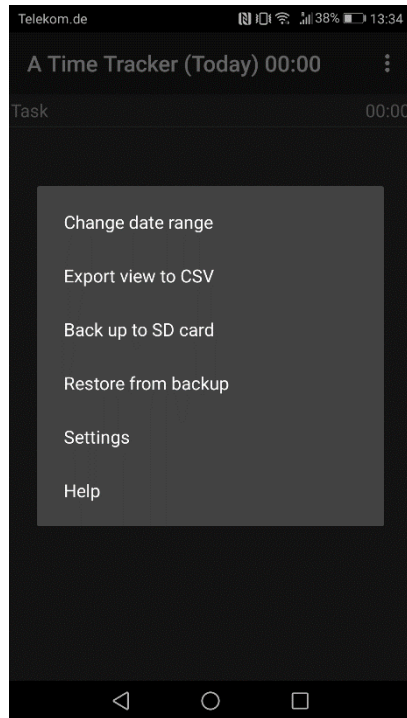 Telekom.de 38% 13:34
A Time Tracker (Today) 00:00
Task 00:00
Change date range
Export view to CSV
Back up to SD card
Restore from backup
Settings
Help